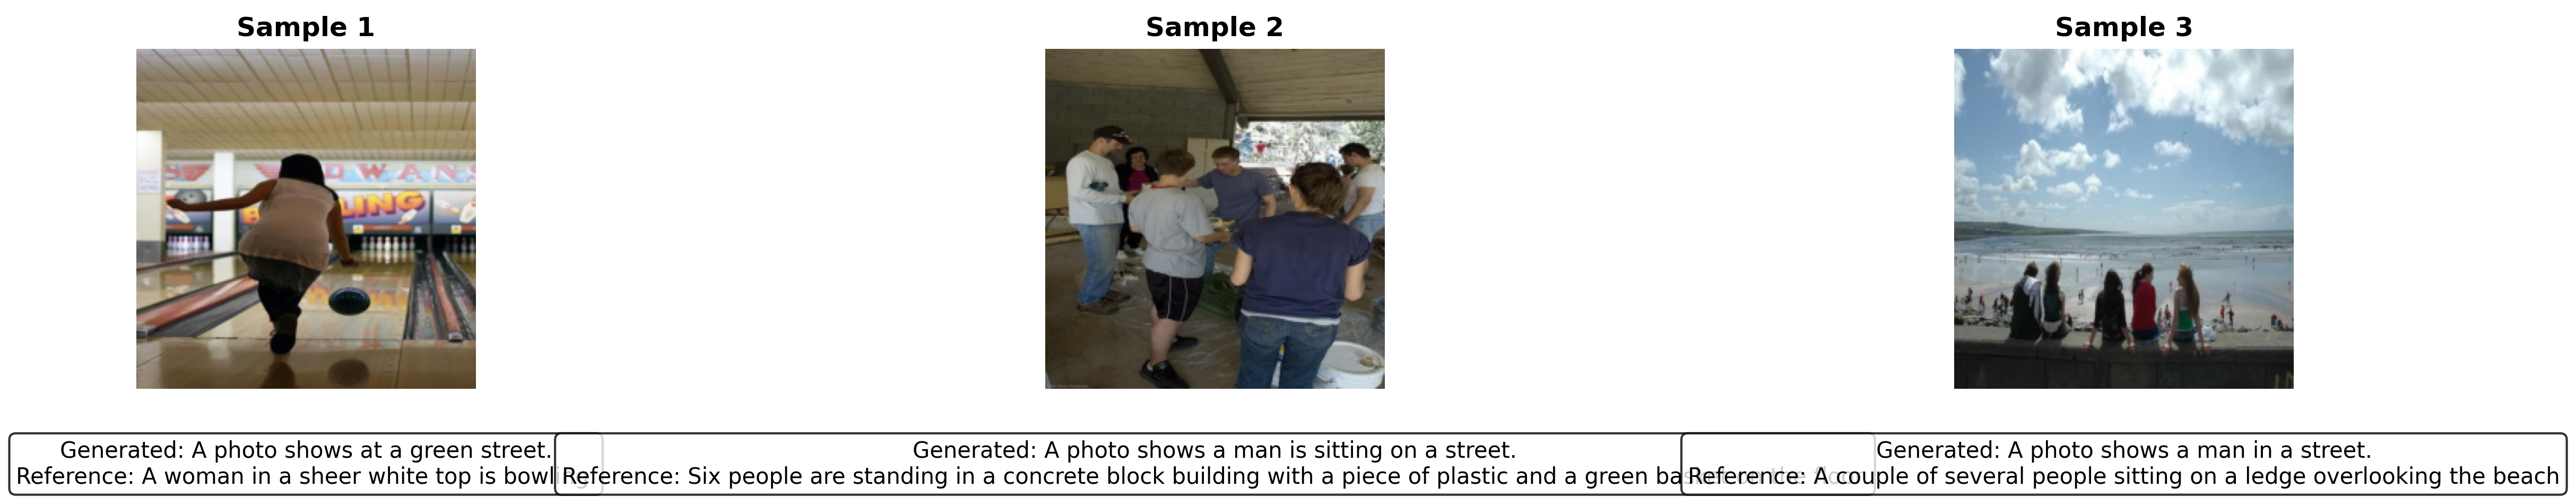 Sample 1
Sample 2
Sample 3
OWANS
BOWLING
Generated: A photo shows at a green street.
Reference: A woman in a sheer white top is bowling
Generated: A photo shows a man is sitting on a street.
Reference: Six people are standing in a concrete block building with a piece of plastic and a green ba
Generated: A photo shows a man in a street.
Reference: A couple of several people sitting on a ledge overlooking the beach